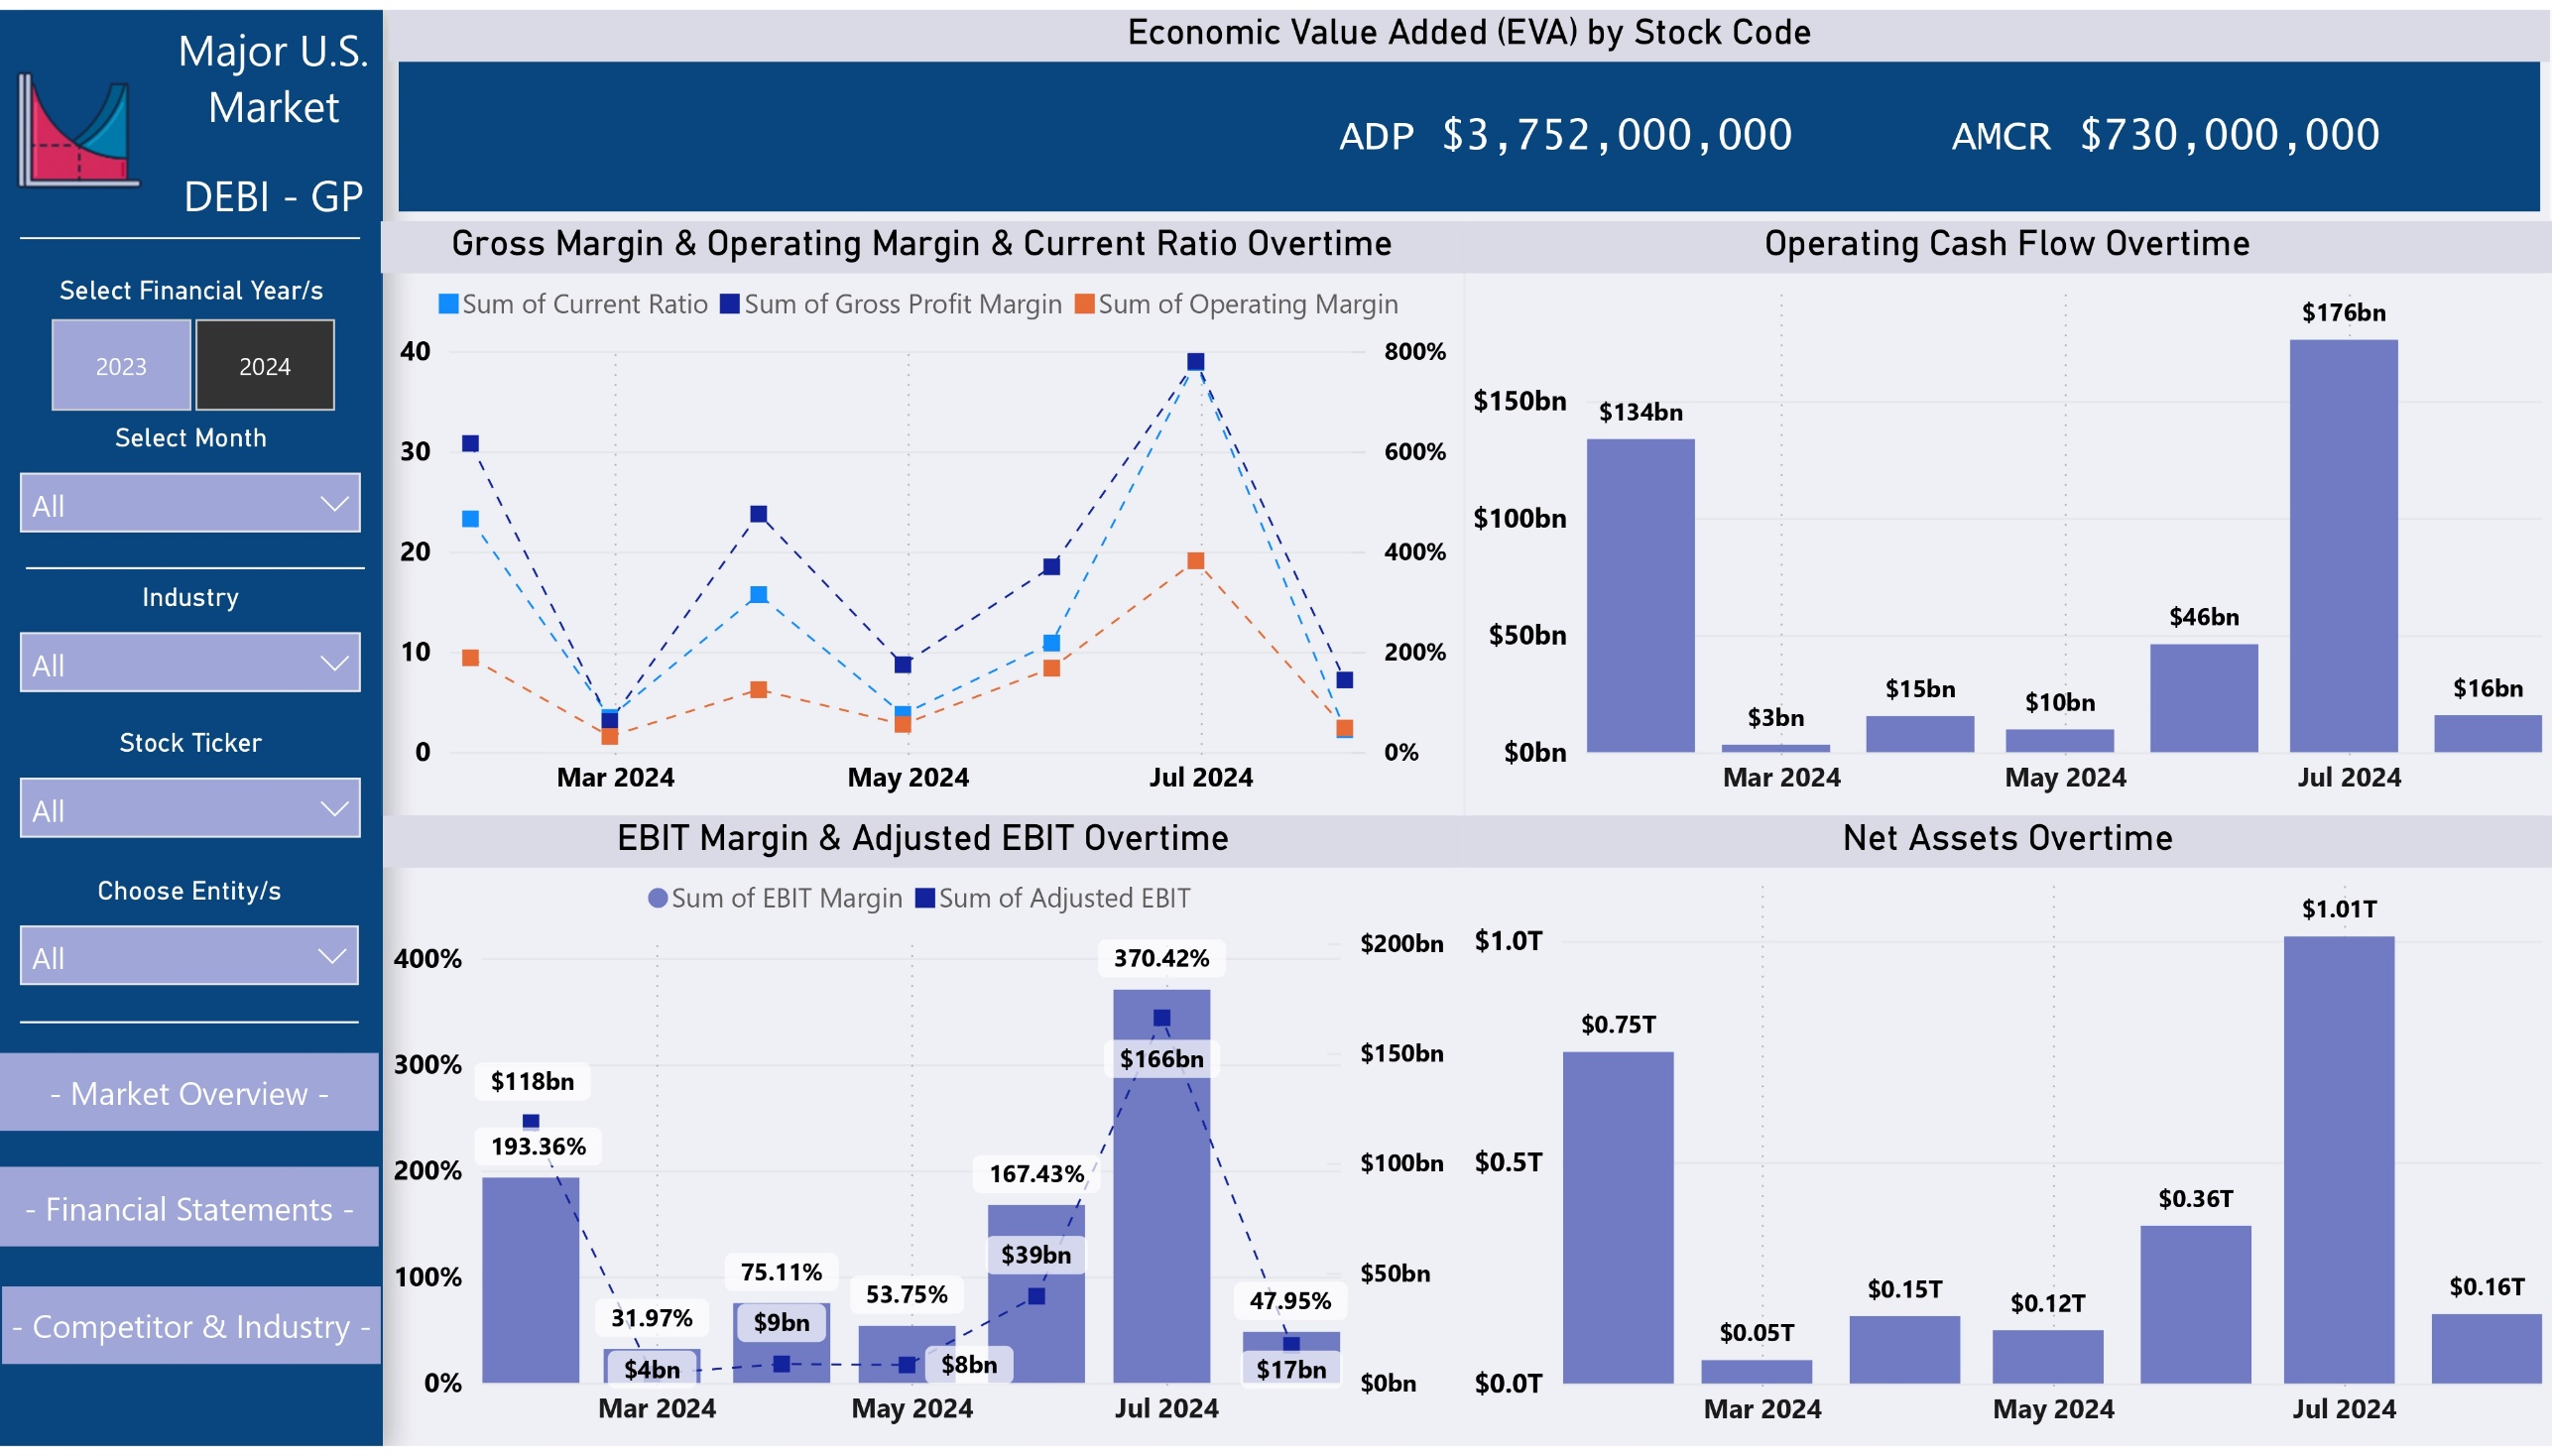 Major U.S.
Market
DEBI - GP
Select Financial Year/s
2023
2024
Select Month
All
Industry
All
Stock Ticker
All
Choose Entity/s
All
- Market Overview -
- Financial Statements -
- Competitor & Industry -
Economic Value Added (EVA) by Stock Code
ADP $3,752,000,000
AMCR $730,000,000
Gross Margin & Operating Margin & Current Ratio Overtime
Sum of Current Ratio
Sum of Gross Profit Margin
Sum of Operating Margin
40
30
20
10
0
800%
600%
400%
200%
0%
Mar 2024
May 2024
Jul 2024
Operating Cash Flow Overtime
$150bn
$100bn
$50bn
$0bn
$134bn
$3bn
$15bn
$10bn
$46bn
$176bn
$16bn
Mar 2024
May 2024
Jul 2024
EBIT Margin & Adjusted EBIT Overtime
Sum of EBIT Margin
Sum of Adjusted EBIT
400%
300%
200%
100%
0%
$118bn
193.36%
31.97%
$4bn
75.11%
$9bn
53.75%
$8bn
167.43%
$39bn
370.42%
$166bn
47.95%
$17bn
$200bn
$150bn
$100bn
$50bn
$0bn
Mar 2024
May 2024
Jul 2024
Net Assets Overtime
$1.0T
$0.5T
$0.0T
$0.75T
$0.05T
$0.15T
$0.12T
$0.36T
$1.01T
$0.16T
Mar 2024
May 2024
Jul 2024